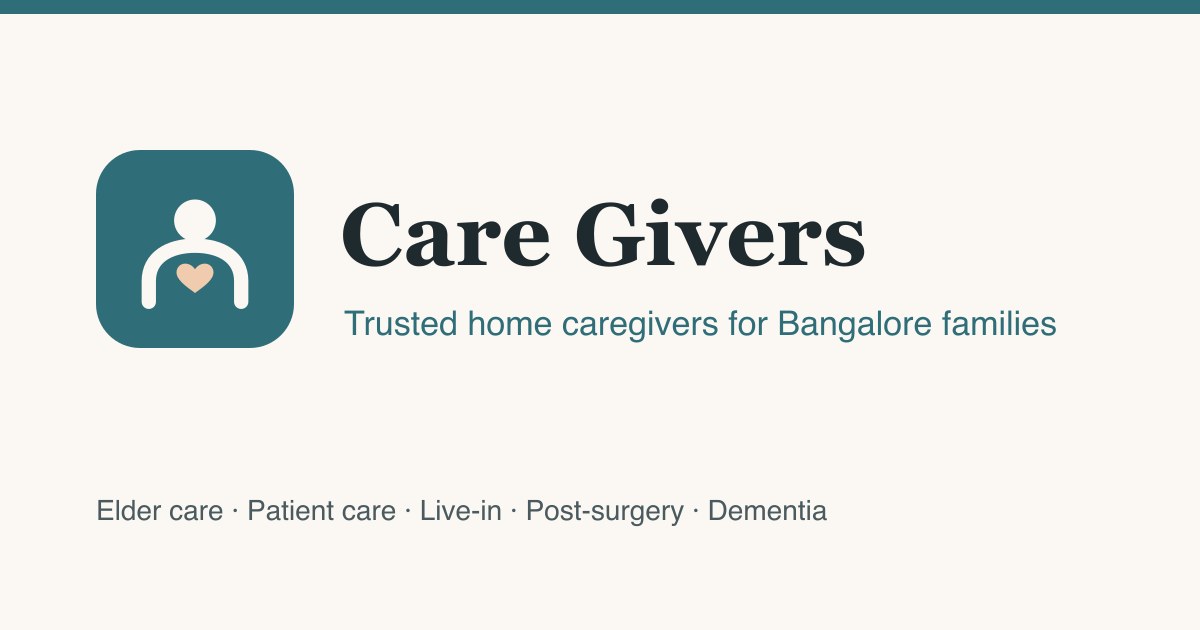 Care Givers
Trusted home caregivers for Bangalore families
Elder care · Patient care · Live-in · Post-surgery · Dementia